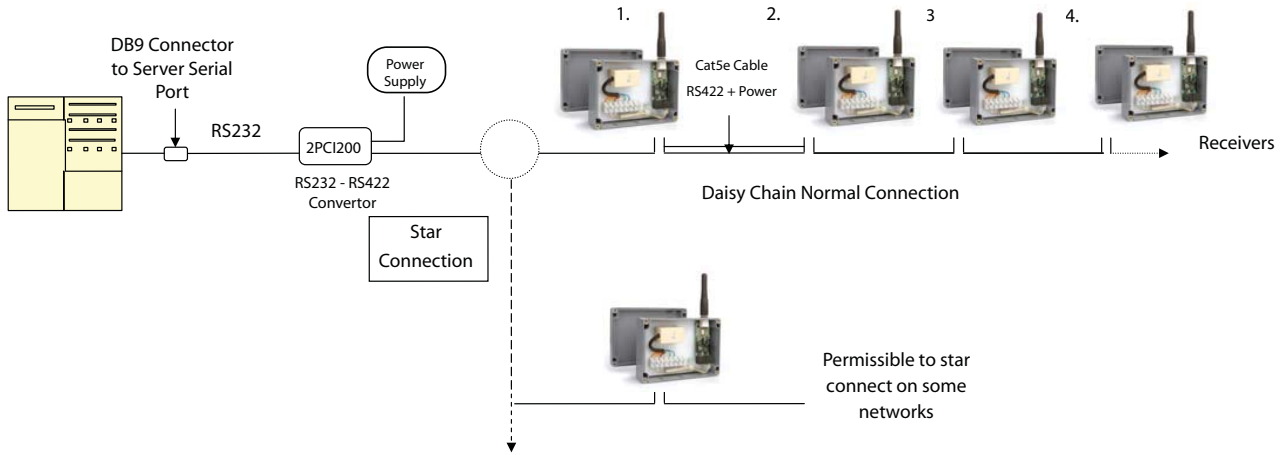 1.
2.
3
4.
DB9 Connector
to Server Serial
Port
Power
Supply
Cat5e Cable
RS422 + Power
RS232
2PCI200
Receivers
RS232 - RS422
Convertor
Daisy Chain Normal Connection
Star
Connection
Permissible to star
connect on some
networks